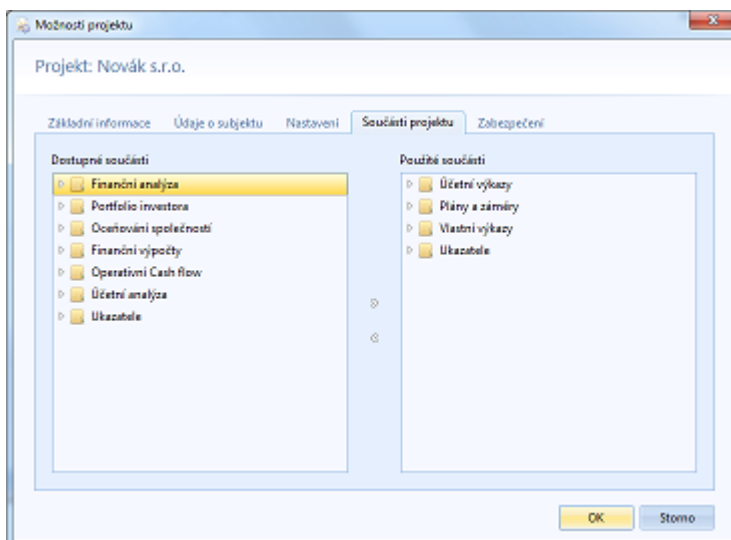 Možnosti projektu
Projekt: Novák s.r.o.
Základní informace Údaje o subjektu Nastavení Součásti projektu Zabezpečení
Dostupné součásti
Finanční analýza
Portfolio investora
Oceňování společností
Finanční výpočty
Operativní Cash flow
Účetní analýza
Ukazatele
Použité součásti
Účetní výkazy
Plány a záměry
Vlastní výkazy
Ukazatele
OK Storno